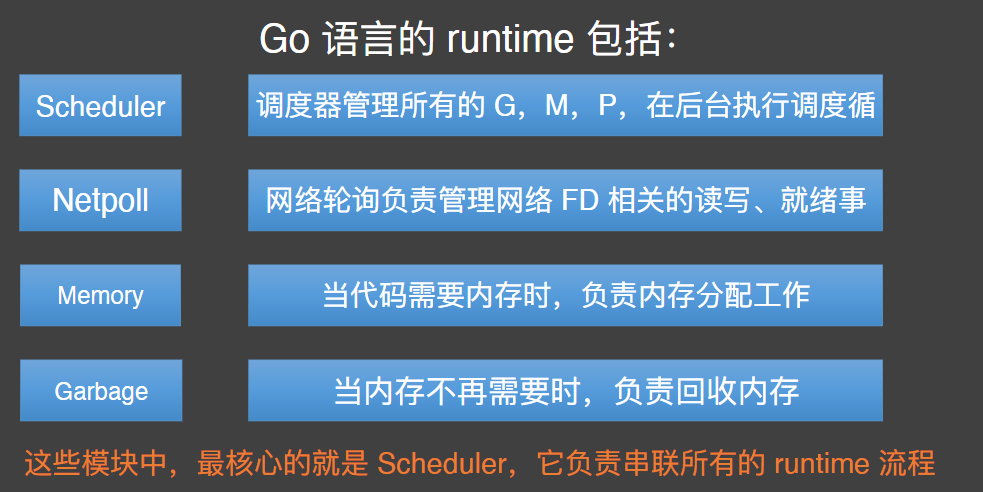 Go 语言的 runtime 包括：
Scheduler
调度器管理所有的 G，M，P，在后台执行调度循
Netpoll
网络轮询负责管理网络 FD 相关的读写、就绪事
Memory
当代码需要内存时，负责内存分配工作
Garbage
当内存不再需要时，负责回收内存
这些模块中，最核心的就是 Scheduler，它负责串联所有的 runtime 流程